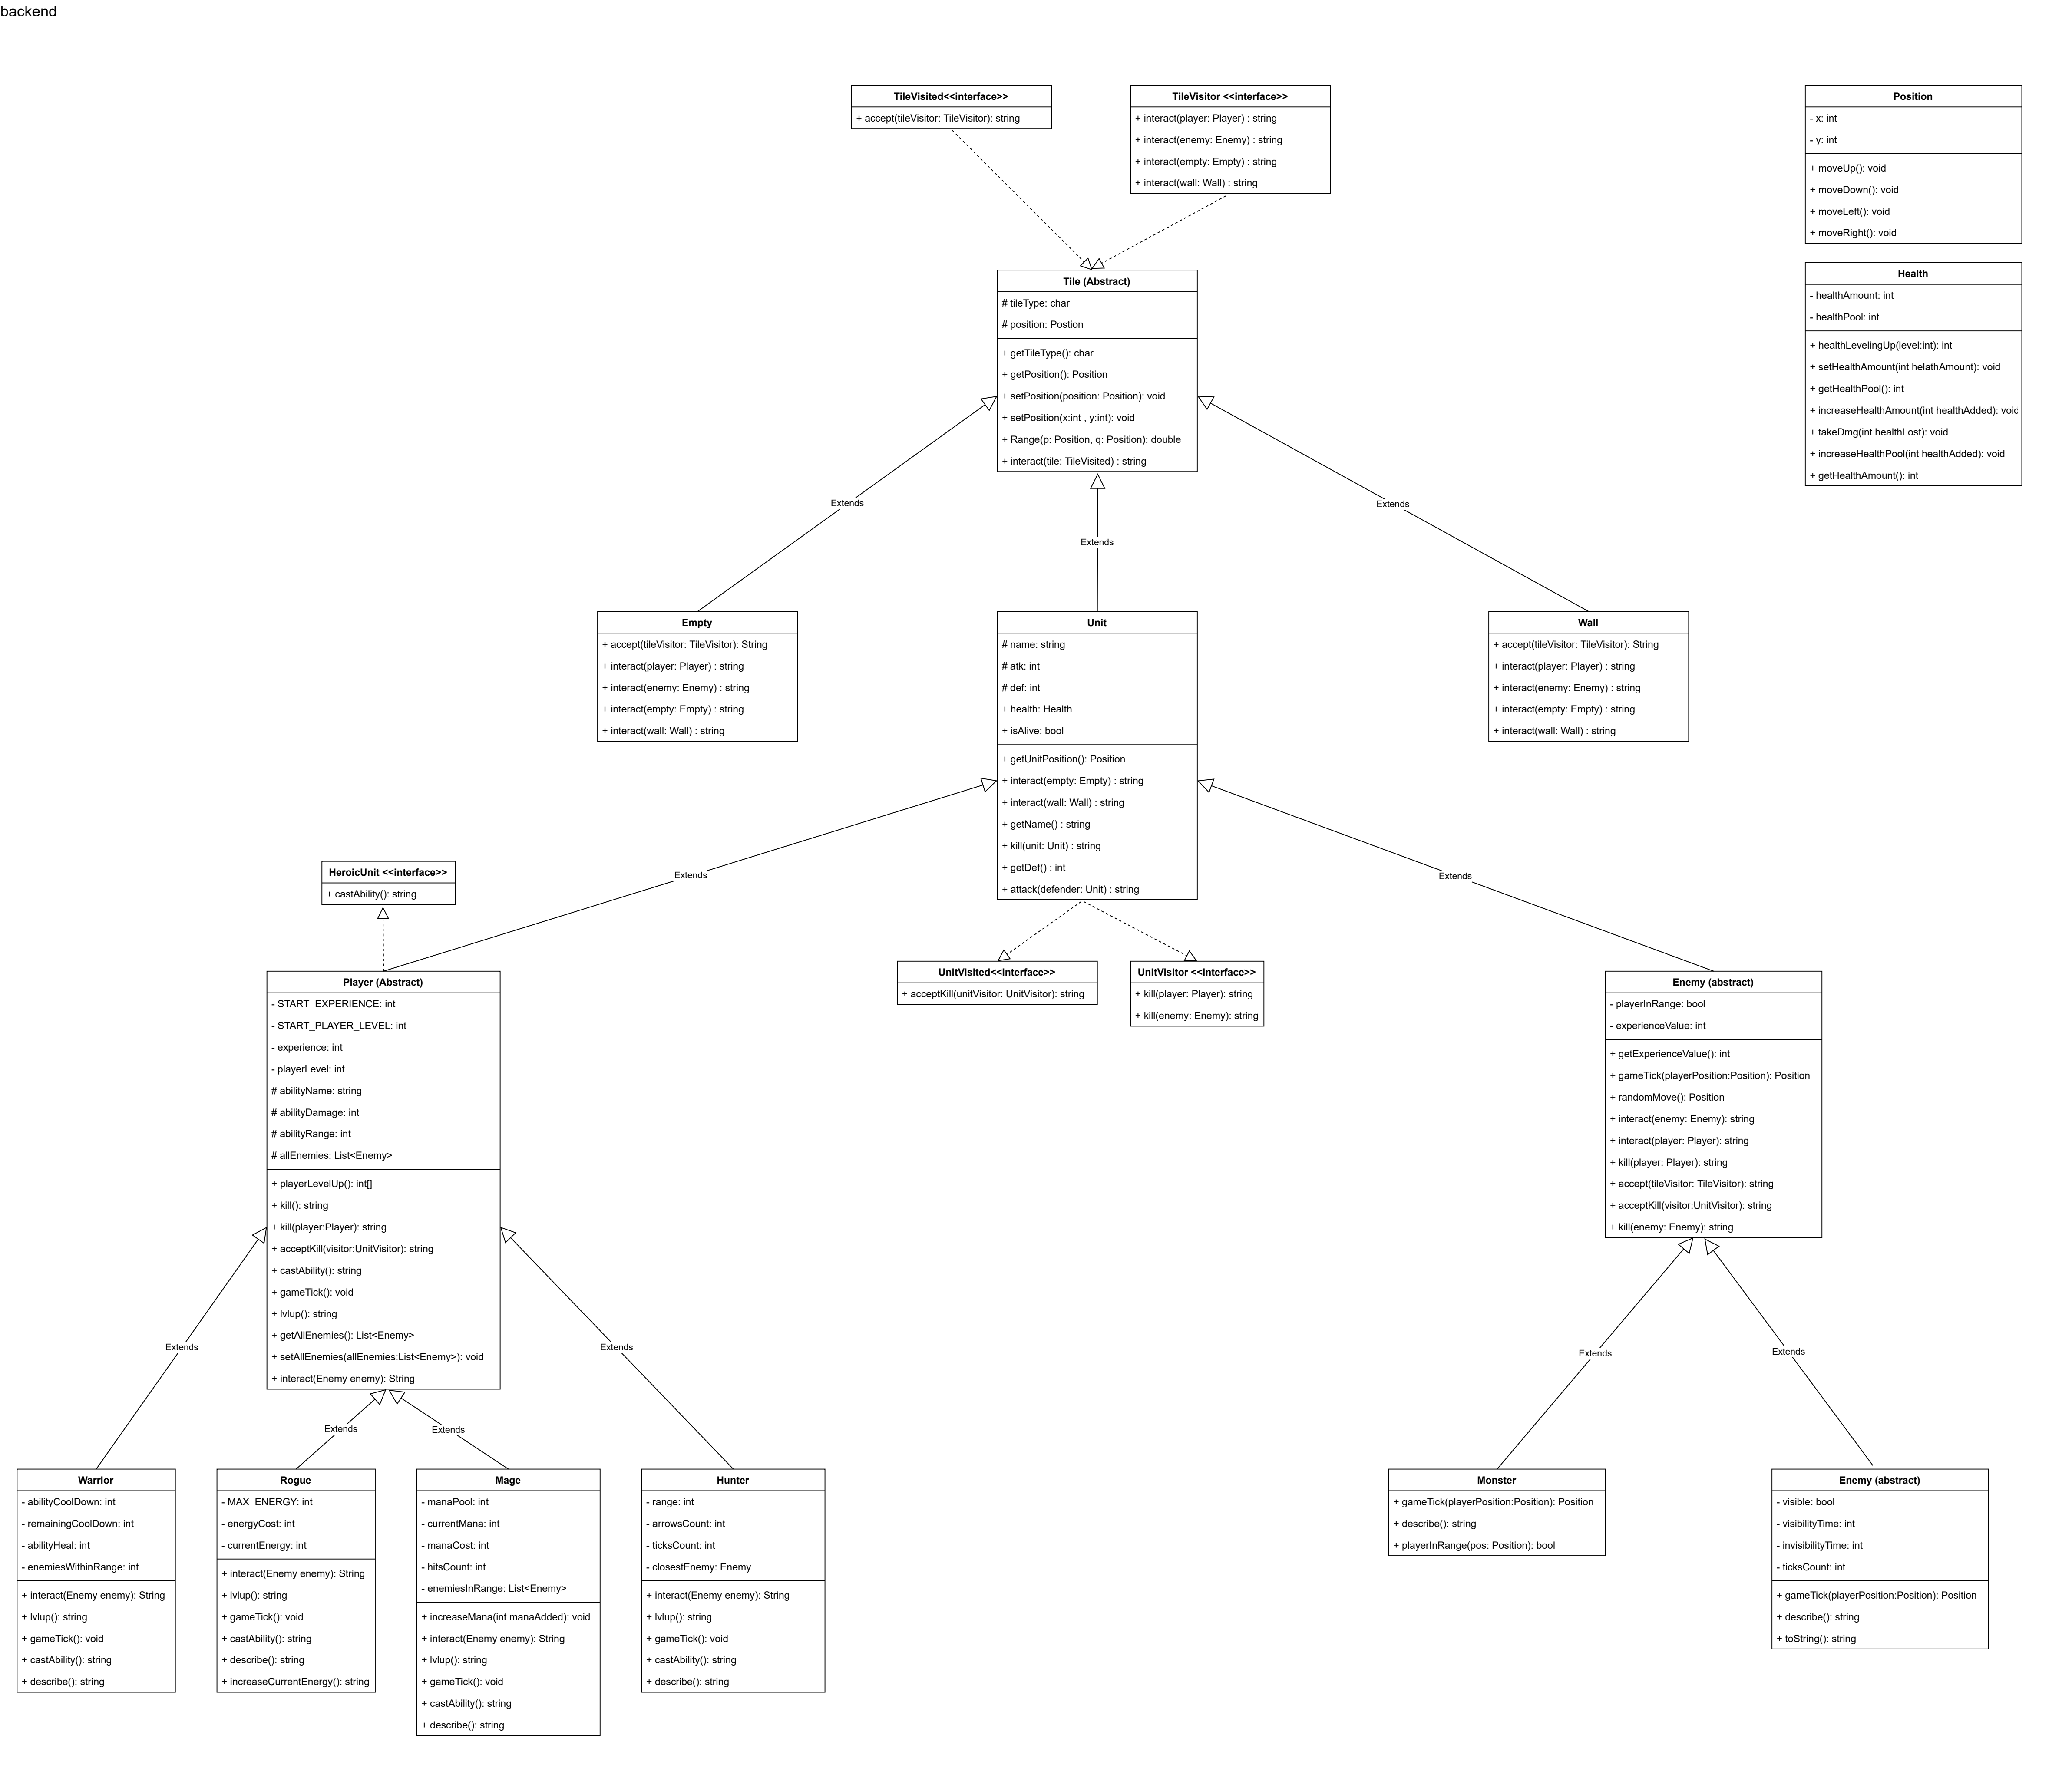 backend
TileVisited<<interface>>
+ accept(tileVisitor: TileVisitor): string
TileVisitor <<interface>>
+ interact(player: Player) : string
+ interact(enemy: Enemy) : string
+ interact(empty: Empty) : string
+ interact(wall: Wall) : string
Position
- x: int
- y: int
+ moveUp(): void
+ moveDown(): void
+ moveLeft(): void
+ moveRight(): void
Health
- healthAmount: int
- healthPool: int
+ healthLevelingUp(level:int): int
+ setHealthAmount(int helathAmount): void
+ getHealthPool(): int
+ increaseHealthAmount(int healthAdded): void
+ takeDmg(int healthLost): void
+ increaseHealthPool(int healthAdded): void
+ getHealthAmount(): int
Tile (Abstract)
# tileType: char
# position: Postion
+ getTileType(): char
+ getPosition(): Position
+ setPosition(position: Position): void
+ setPosition(x:int , y:int): void
+ Range(p: Position, q: Position): double
+ interact(tile: TileVisited) : string
Extends
Extends
Extends
Empty
+ accept(tileVisitor: TileVisitor): String
+ interact(player: Player) : string
+ interact(enemy: Enemy) : string
+ interact(empty: Empty) : string
+ interact(wall: Wall) : string
Unit
# name: string
# atk: int
# def: int
+ health: Health
+ isAlive: bool
+ getUnitPosition(): Position
+ interact(empty: Empty) : string
+ interact(wall: Wall) : string
+ getName() : string
+ kill(unit: Unit) : string
+ getDef() : int
+ attack(defender: Unit) : string
Wall
+ accept(tileVisitor: TileVisitor): String
+ interact(player: Player) : string
+ interact(enemy: Enemy) : string
+ interact(empty: Empty) : string
+ interact(wall: Wall) : string
Extends
Extends
HeroicUnit <<interface>>
+ castAbility(): string
UnitVisited<<interface>>
+ acceptKill(unitVisitor: UnitVisitor): string
UnitVisitor <<interface>>
+ kill(player: Player): string
+ kill(enemy: Enemy): string
Player (Abstract)
- START_EXPERIENCE: int
- START_PLAYER_LEVEL: int
- experience: int
- playerLevel: int
# abilityName: string
# abilityDamage: int
# abilityRange: int
# allEnemies: List<Enemy>
+ playerLevelUp(): int[]
+ kill(): string
+ kill(player:Player): string
+ acceptKill(visitor:UnitVisitor): string
+ castAbility(): string
+ gameTick(): void
+ lvlup(): string
+ getAllEnemies(): List<Enemy>
+ setAllEnemies(allEnemies:List<Enemy>): void
+ interact(Enemy enemy): String
Enemy (abstract)
- playerInRange: bool
- experienceValue: int
+ getExperienceValue(): int
+ gameTick(playerPosition:Position): Position
+ randomMove(): Position
+ interact(enemy: Enemy): string
+ interact(player: Player): string
+ kill(player: Player): string
+ accept(tileVisitor: TileVisitor): string
+ acceptKill(visitor:UnitVisitor): string
+ kill(enemy: Enemy): string
Extends
Extends
Extends
Extends
Extends
Extends
Warrior
- abilityCoolDown: int
- remainingCoolDown: int
- abilityHeal: int
- enemiesWithinRange: int
+ interact(Enemy enemy): String
+ lvlup(): string
+ gameTick(): void
+ castAbility(): string
+ describe(): string
Rogue
- MAX_ENERGY: int
- energyCost: int
- currentEnergy: int
+ interact(Enemy enemy): String
+ lvlup(): string
+ gameTick(): void
+ castAbility(): string
+ describe(): string
+ increaseCurrentEnergy(): string
Mage
- manaPool: int
- currentMana: int
- manaCost: int
- hitsCount: int
- enemiesInRange: List<Enemy>
+ increaseMana(int manaAdded): void
+ interact(Enemy enemy): String
+ lvlup(): string
+ gameTick(): void
+ castAbility(): string
+ describe(): string
Hunter
- range: int
- arrowsCount: int
- ticksCount: int
- closestEnemy: Enemy
+ interact(Enemy enemy): String
+ lvlup(): string
+ gameTick(): void
+ castAbility(): string
+ describe(): string
Monster
+ gameTick(playerPosition:Position): Position
+ describe(): string
+ playerInRange(pos: Position): bool
Enemy (abstract)
- visible: bool
- visibilityTime: int
- invisibilityTime: int
- ticksCount: int
+ gameTick(playerPosition:Position): Position
+ describe(): string
+ toString(): string